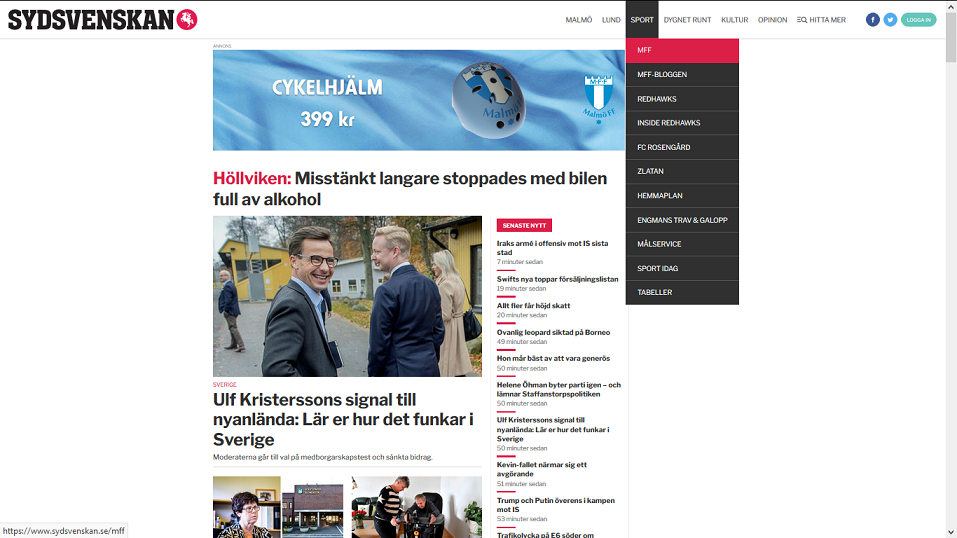 SYDSVENSKAN
MALMÖ LUND SPORT DYGNET RUNT KULTUR OPINION HITTA MER LOGGA IN
ANNONS
CYKELHJÄLM
399 kr
MFF
Malmö FF
MFF
Malmö FF
MFF
MFF-BLOGGEN
REDHAWKS
INSIDE REDHAWKS
FC ROSENGÅRD
ZLATAN
HEMMAPLAN
ENGMANS TRAV & GALOPP
MÅLSERVICE
SPORT IDAG
TABELLER
Höllviken: Misstänkt langare stoppades med bilen
full av alkohol
SVERIGE
Ulf Kristerssons signal till
nyanlända: Lär er hur det funkar i
Sverige
Moderaterna går till val på medborgarskapstest och sänkta bidrag.
SENASTE NYTT
Iraks armé i offensiv mot IS sista
stad
7 minuter sedan
Swifts nya toppar försäljningslistan
19 minuter sedan
Allt fler får höjd skatt
20 minuter sedan
Ovanlig leopard siktad på Borneo
49 minuter sedan
Hon mår bäst av att vara generös
50 minuter sedan
Helene Öhman byter parti igen – och
lämnar Staffanstorpspolitiken
50 minuter sedan
Ulf Kristerssons signal till
nyanlända: Lär er hur det funkar i
Sverige
50 minuter sedan
Kevin-fallet närmar sig ett
avgörande
51 minuter sedan
Trump och Putin överens i kampen
mot IS
53 minuter sedan
Trafikolycka på E6 söder om
https://www.sydsvenskan.se/mff